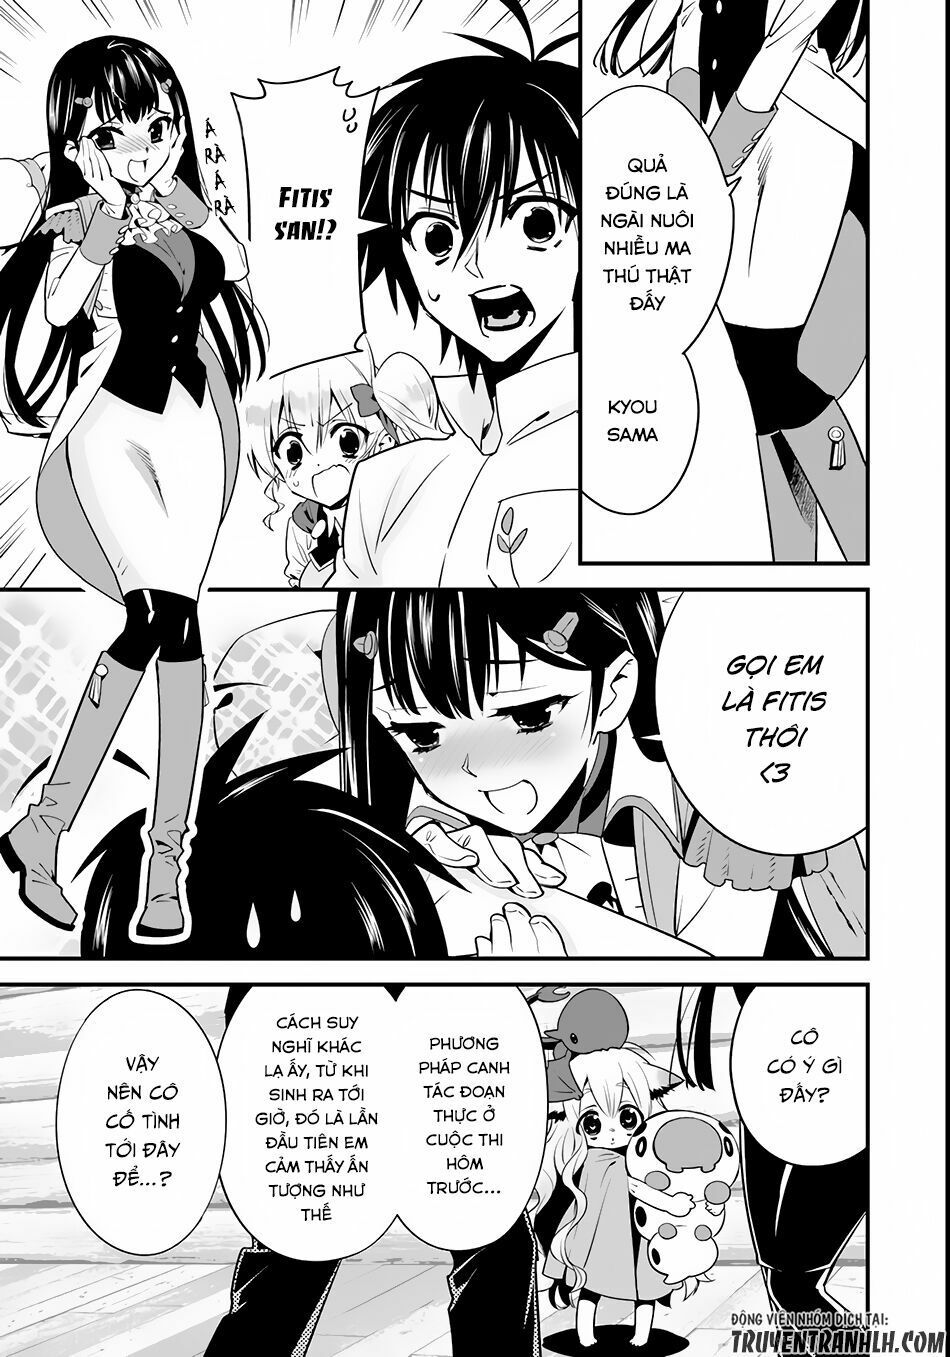 QUẢ
ĐÚNG LÀ
NGÀI NUÔI
NHIỀU MA
THÚ THẬT
ĐẤY
KYOU
SAMA
FITIS
SAN!?
Á
RÀ
Á
RÀ
GỌI EM
LÀ FITIS
THÔI
<3
CÔ
CÓ Ý GÌ
ĐẤY?
PHƯƠNG
PHÁP CANH
TÁC ĐOẠN
THỰC Ở
CUỘC THI
HÔM
TRƯỚC...
CÁCH SUY
NGHĨ KHÁC
LẠ ẤY, TỪ KHI
SINH RA TỚI
GIỜ, ĐÓ LÀ LẦN
ĐẦU TIÊN EM
CẢM THẤY ẤN
TƯỢNG NHƯ
THẾ
VẬY
NÊN CÔ
CỐ TÌNH
TỚI ĐÂY
ĐỂ...?
ĐỘNG VIÊN NHÓM DỊCH TẠI:
TRUYENTRANHLH.COM